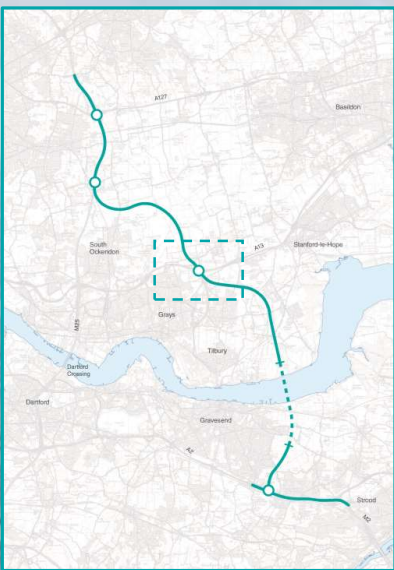 A127
Basildon
South
Ockendon
A13
Stanford-le-Hope
Grays
M25
Tilbury
Dartford
Crossing
Dartford
Gravesend
A2
Strood
M2